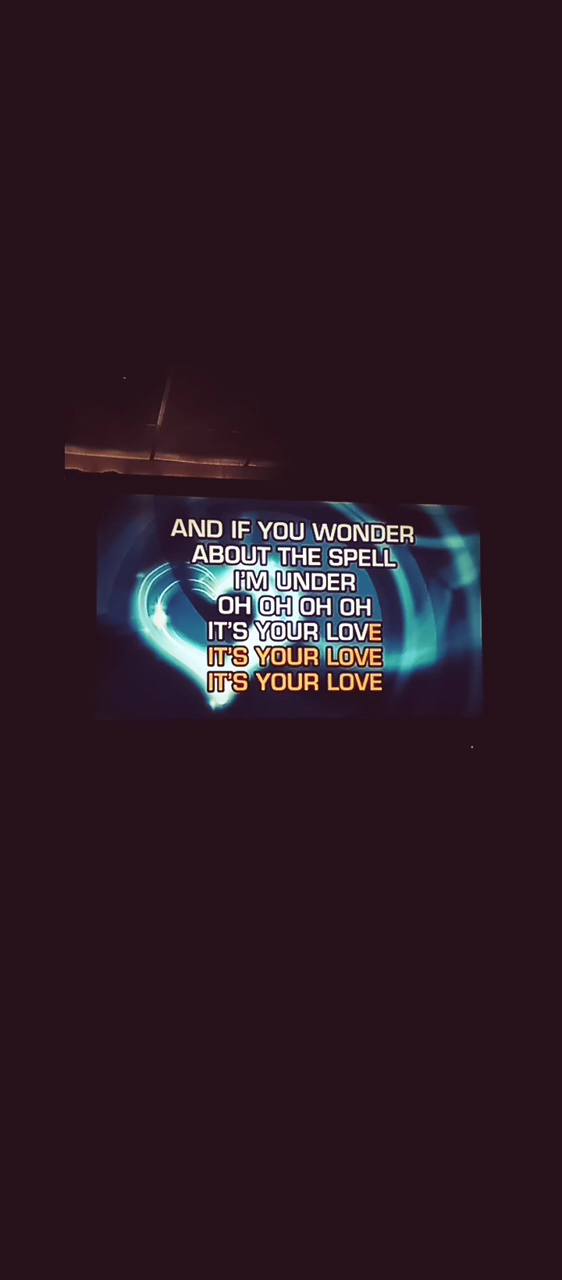 AND IF YOU WONDER
ABOUT THE SPELL
I'M UNDER
OH OH OH OH
IT'S YOUR LOVE
IT'S YOUR LOVE
IT'S YOUR LOVE